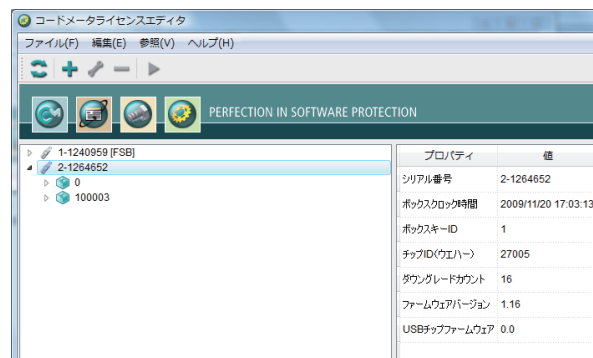 コードメータライセンスエディタ
ファイル(F) 編集(E) 参照(V) ヘルプ(H)
PERFECTION IN SOFTWARE PROTECTION
1-1240959 [FSB]
2-1264652
0
100003
プロパティ 値
シリアル番号 2-1264652
ボックスクロック時間 2009/11/20 17:03:13
ボックスキーID 1
チップID(ウエハー) 27005
ダウングレードカウント 16
ファームウェアバージョン 1.16
USBチップファームウェア 0.0